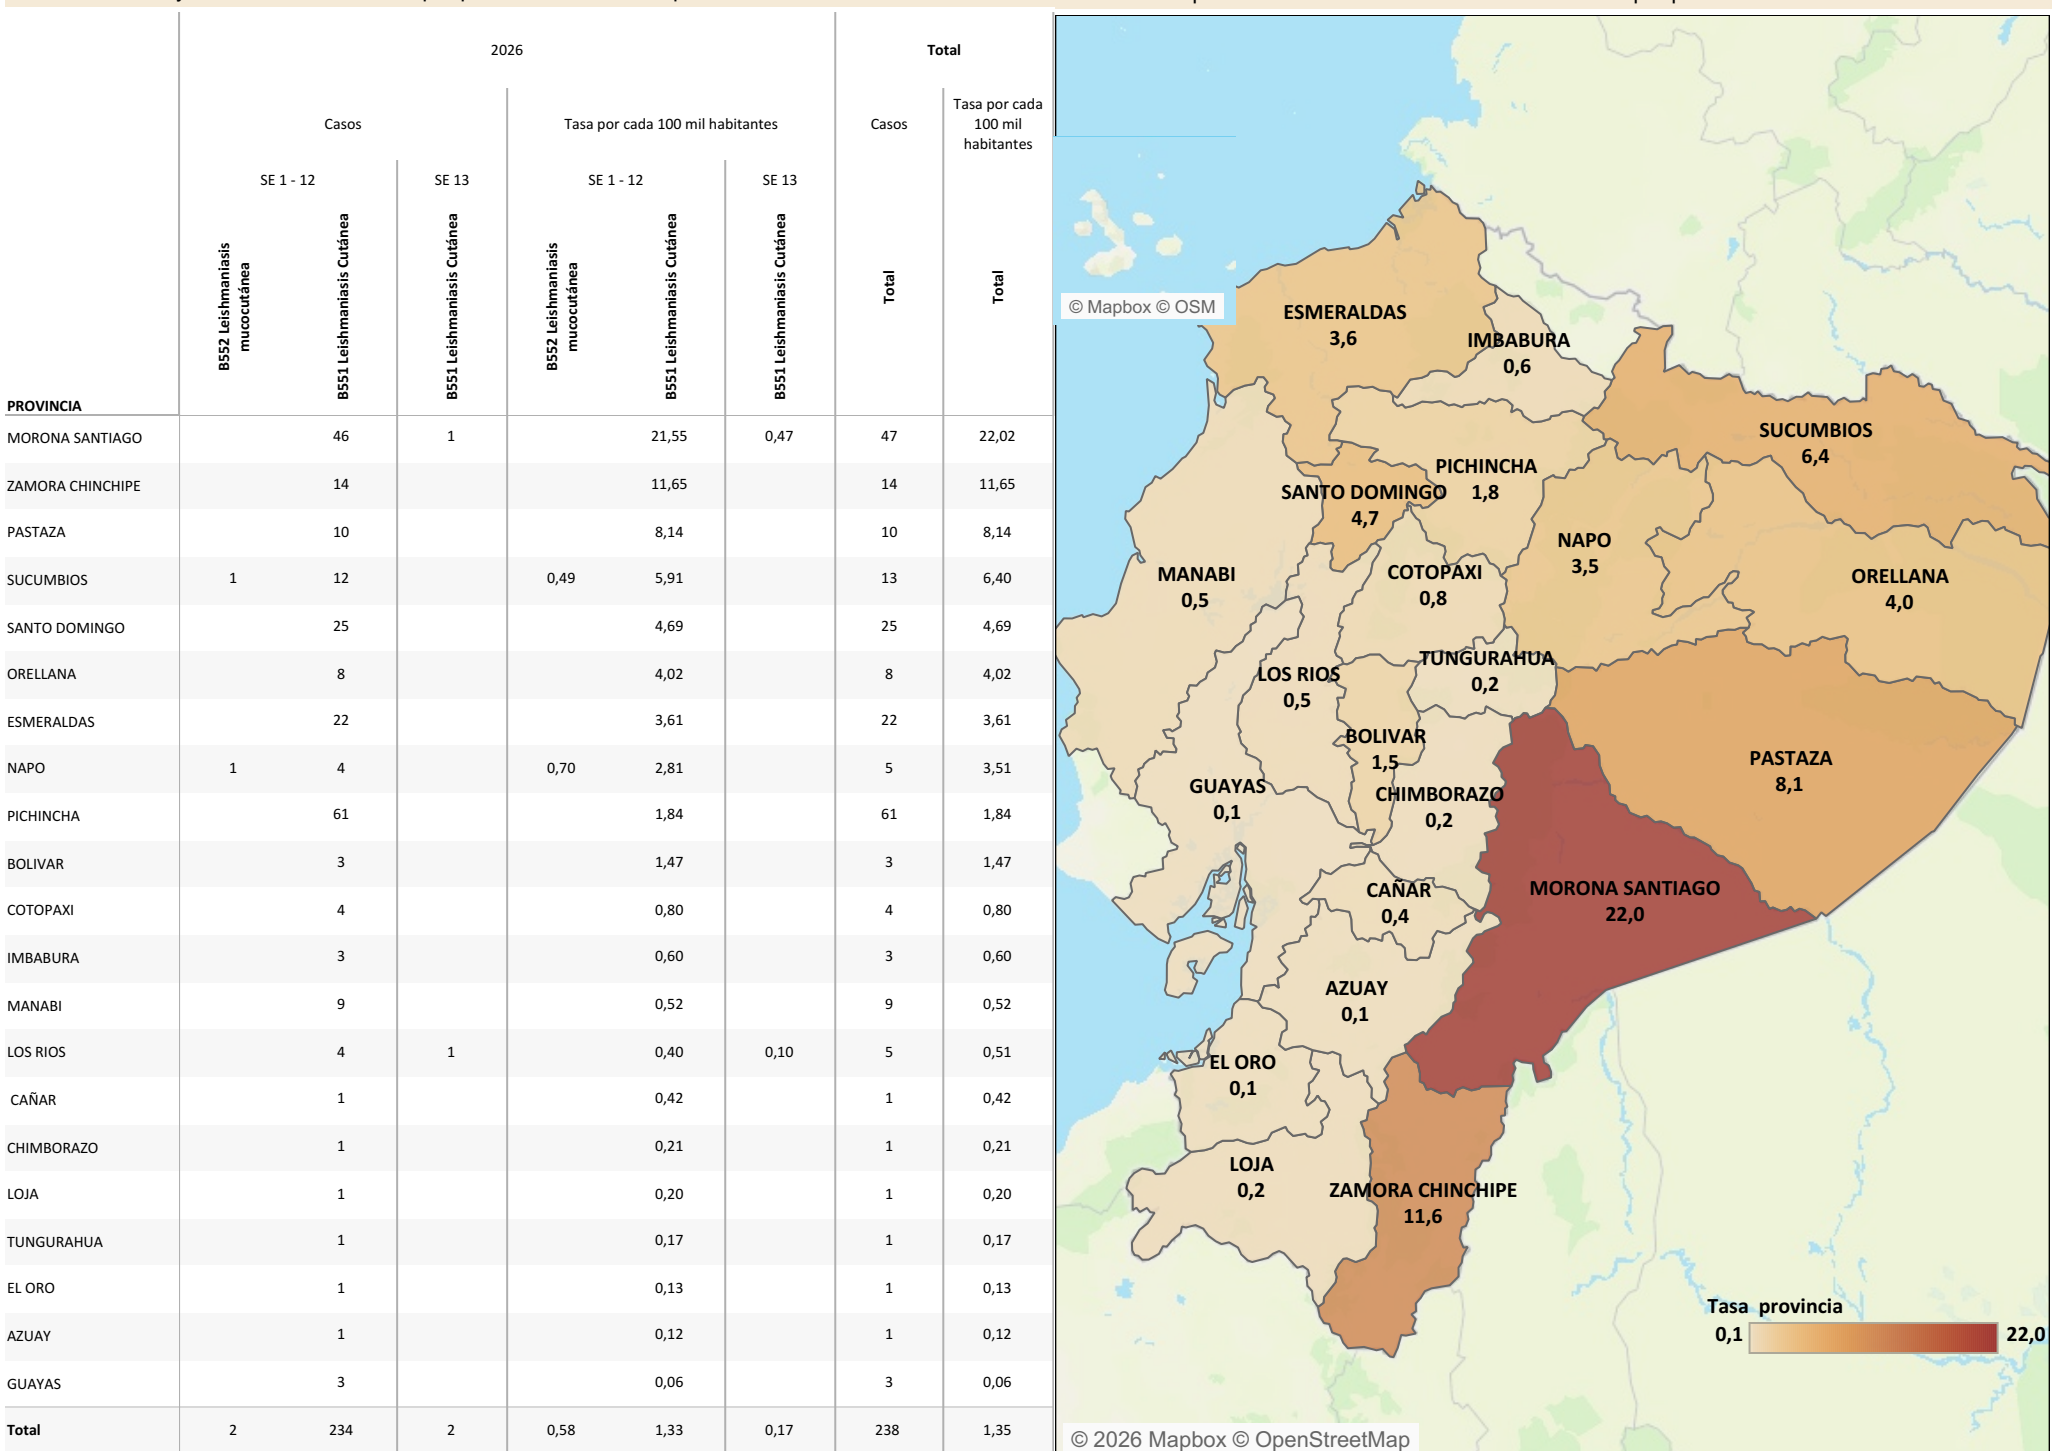 2026
Total
Casos
Tasa por cada 100 mil habitantes
Casos
Tasa por cada
100 mil
habitantes
SE 1 - 12
SE 13
SE 1 - 12
SE 13
B552 Leishmaniasis
mucocutánea
B551 Leishmaniasis Cutánea
B551 Leishmaniasis Cutánea
B552 Leishmaniasis
mucocutánea
B551 Leishmaniasis Cutánea
B551 Leishmaniasis Cutánea
Total
Total
PROVINCIA
MORONA SANTIAGO 46 1 21,55 0,47 47 22,02
ZAMORA CHINCHIPE 14 11,65 14 11,65
PASTAZA 10 8,14 10 8,14
SUCUMBIOS 1 12 0,49 5,91 13 6,40
SANTO DOMINGO 25 4,69 25 4,69
ORELLANA 8 4,02 8 4,02
ESMERALDAS 22 3,61 22 3,61
NAPO 1 4 0,70 2,81 5 3,51
PICHINCHA 61 1,84 61 1,84
BOLIVAR 3 1,47 3 1,47
COTOPAXI 4 0,80 4 0,80
IMBABURA 3 0,60 3 0,60
MANABI 9 0,52 9 0,52
LOS RIOS 4 1 0,40 0,10 5 0,51
CAÑAR 1 0,42 1 0,42
CHIMBORAZO 1 0,21 1 0,21
LOJA 1 0,20 1 0,20
TUNGURAHUA 1 0,17 1 0,17
EL ORO 1 0,13 1 0,13
AZUAY 1 0,12 1 0,12
GUAYAS 3 0,06 3 0,06
Total 2 234 2 0,58 1,33 0,17 238 1,35
© Mapbox © OSM
ESMERALDAS
3,6
IMBABURA
0,6
SUCUMBIOS
6,4
PICHINCHA
1,8
SANTO DOMINGO
4,7
NAPO
3,5
MANABI
0,5
COTOPAXI
0,8
ORELLANA
4,0
TUNGURAHUA
0,2
LOS RIOS
0,5
BOLIVAR
1,5
PASTAZA
8,1
GUAYAS
0,1
CHIMBORAZO
0,2
CAÑAR
0,4
MORONA SANTIAGO
22,0
AZUAY
0,1
EL ORO
0,1
LOJA
0,2
ZAMORA CHINCHIPE
11,6
Tasa provincia
0,1 22,0
© 2026 Mapbox © OpenStreetMap